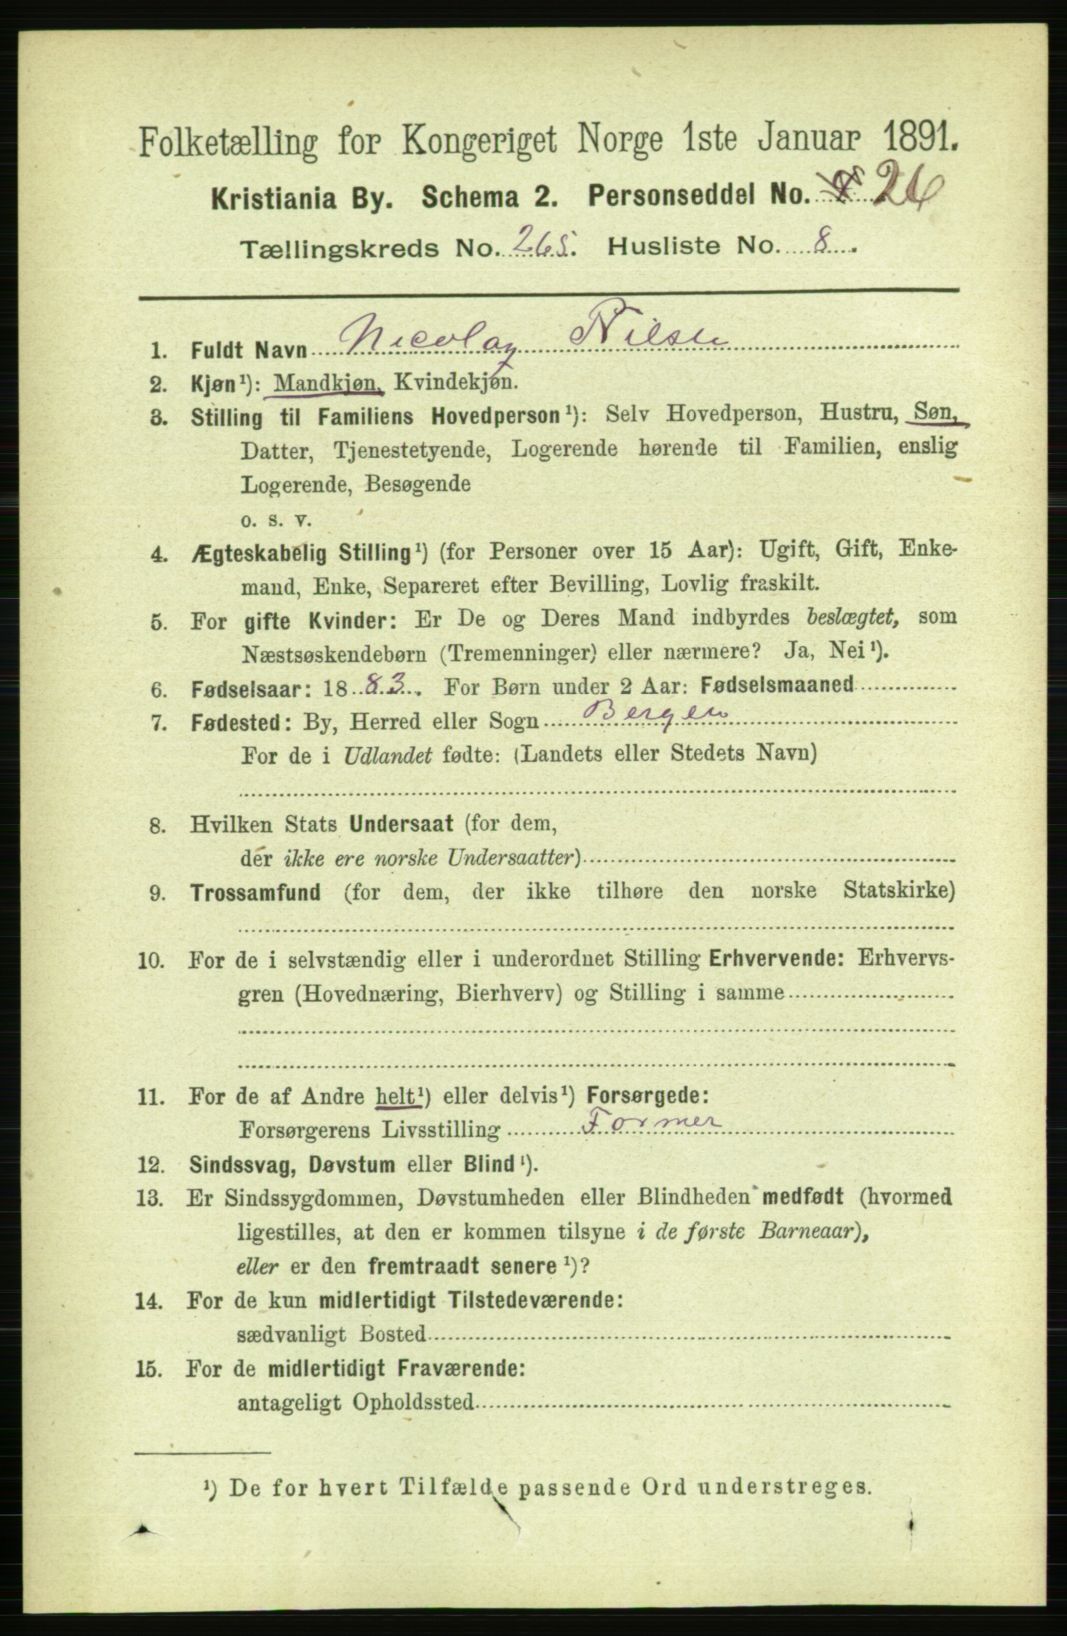 Folketælling for Kongeriget Norge 1ste Januar 1891.
Kristiania By. Schema 2. Personseddel No. 26
Tællingskreds No. 265. Husliste No. 8.
1. Fuldt Navn Nicolay Nilsen
2. Kjøn¹): Mandkjøn, Kvindekjøn.
3. Stilling til Familiens Hovedperson¹): Selv Hovedperson, Hustru, Søn,
Datter, Tjenestetyende, Logerende hørende til Familien, enslig
Logerende, Besøgende
o. s. v.
4. Ægteskabelig Stilling¹) (for Personer over 15 Aar): Ugift, Gift, Enke-
mand, Enke, Separeret efter Bevilling, Lovlig fraskilt.
5. For gifte Kvinder: Er De og Deres Mand indbyrdes beslægtet, som
Næstsøskendebørn (Tremenninger) eller nærmere? Ja, Nei¹).
6. Fødselsaar: 1883. For Børn under 2 Aar: Fødselsmaaned
7. Fødested: By, Herred eller Sogn Bergen
For de i Udlandet fødte: (Landets eller Stedets Navn)
8. Hvilken Stats Undersaat (for dem,
der ikke ere norske Undersaatter)
9. Trossamfund (for dem, der ikke tilhøre den norske Statskirke)
10. For de i selvstændig eller i underordnet Stilling Erhvervende: Erhvervs-
gren (Hovednæring, Bierhverv) og Stilling i samme
11. For de af Andre helt¹) eller delvis¹) Forsørgede:
Forsørgerens Livsstilling Former
12. Sindssvag, Døvstum eller Blind¹).
13. Er Sindssygdommen, Døvstumheden eller Blindheden medfødt (hvormed
ligestilles, at den er kommen tilsyne i de første Barneaar),
eller er den fremtraadt senere¹)?
14. For de kun midlertidigt Tilstedeværende:
sædvanligt Bosted
15. For de midlertidigt Fraværende:
antageligt Opholdssted
¹) De for hvert Tilfælde passende Ord understreges.